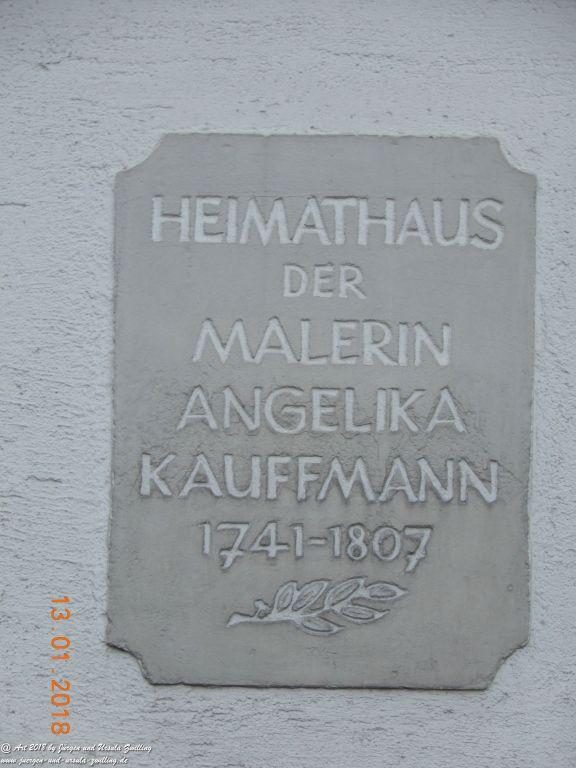 HEIMATHAUS
DER
MALERIN
ANGELIKA
KAUFFMANN
1741-1807
13.01.2018
© Art 2018 by Jürgen und Ursula Zwilling
www.juergen-und-ursula-zwilling.de